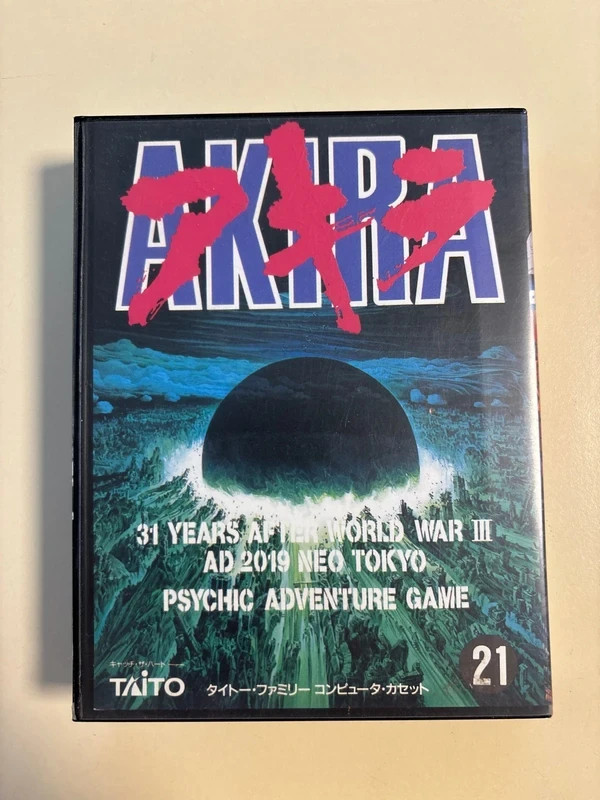 AKIRA
アキラ
31 YEARS AFTER WORLD WAR III
AD 2019 NEO TOKYO
PSYCHIC ADVENTURE GAME
キャッチ・ザ・ハート
TAITO
タイトー・ファミリー コンピュータ・カセット
21